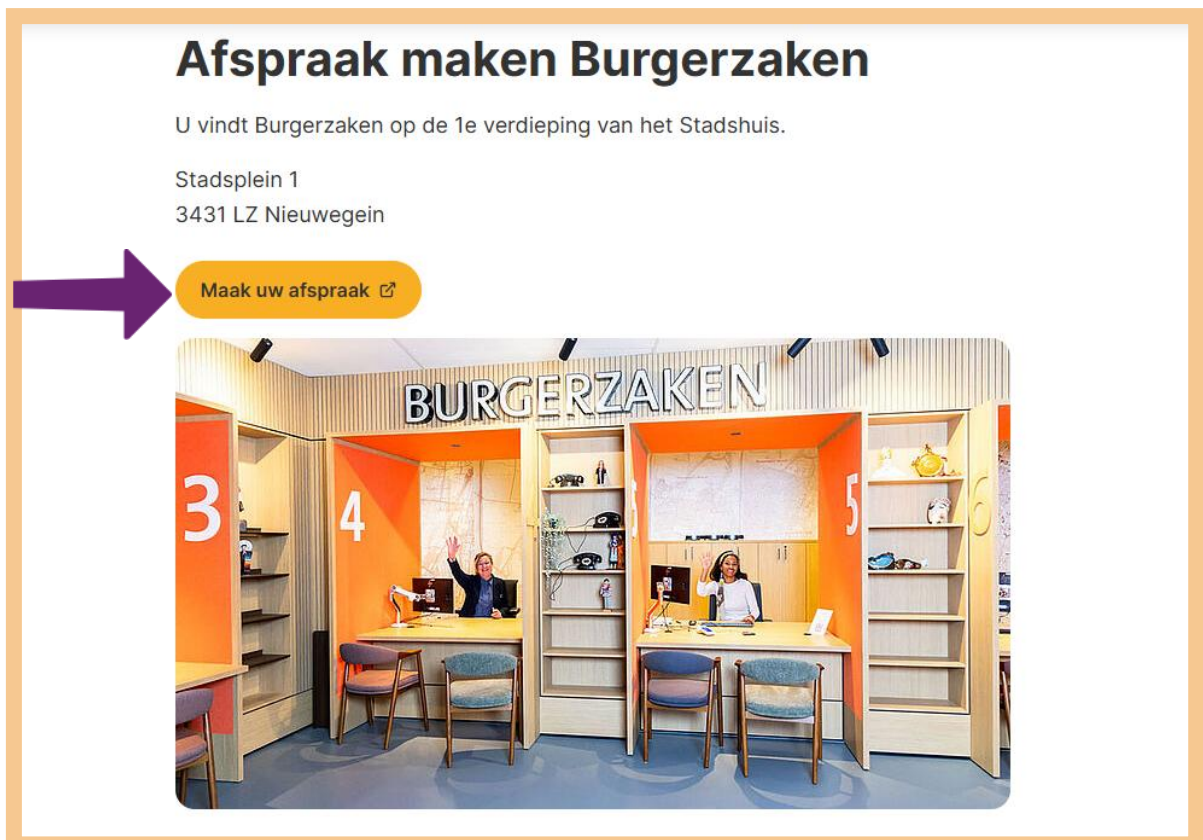 Afspraak maken Burgerzaken
U vindt Burgerzaken op de 1e verdieping van het Stadshuis.
Stadsplein 1
3431 LZ Nieuwegein
Maak uw afspraak
BURGERZAKEN
3
4
5
6